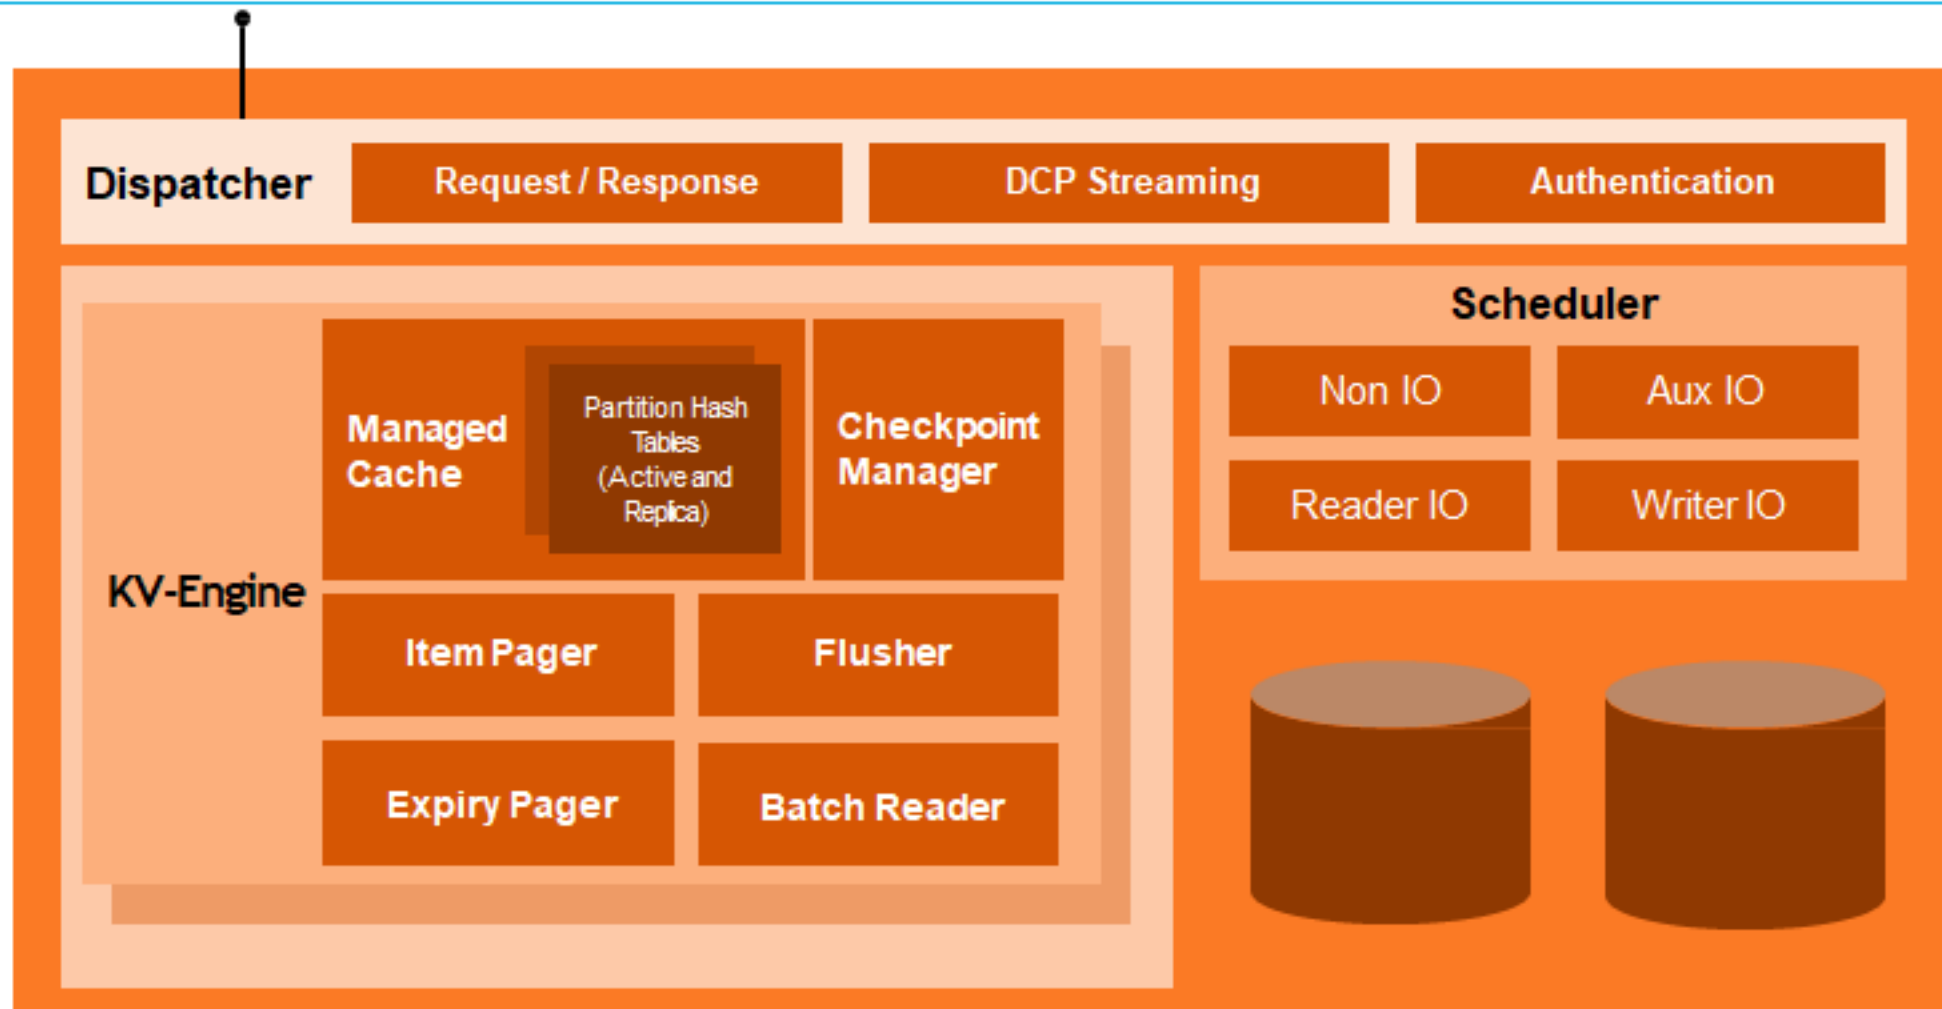 Dispatcher
Request / Response
DCP Streaming
Authentication
KV-Engine
Managed
Cache
Partition Hash
Tables
(Active and
Replica)
Checkpoint
Manager
Item Pager
Flusher
Expiry Pager
Batch Reader
Scheduler
Non IO
Aux IO
Reader IO
Writer IO